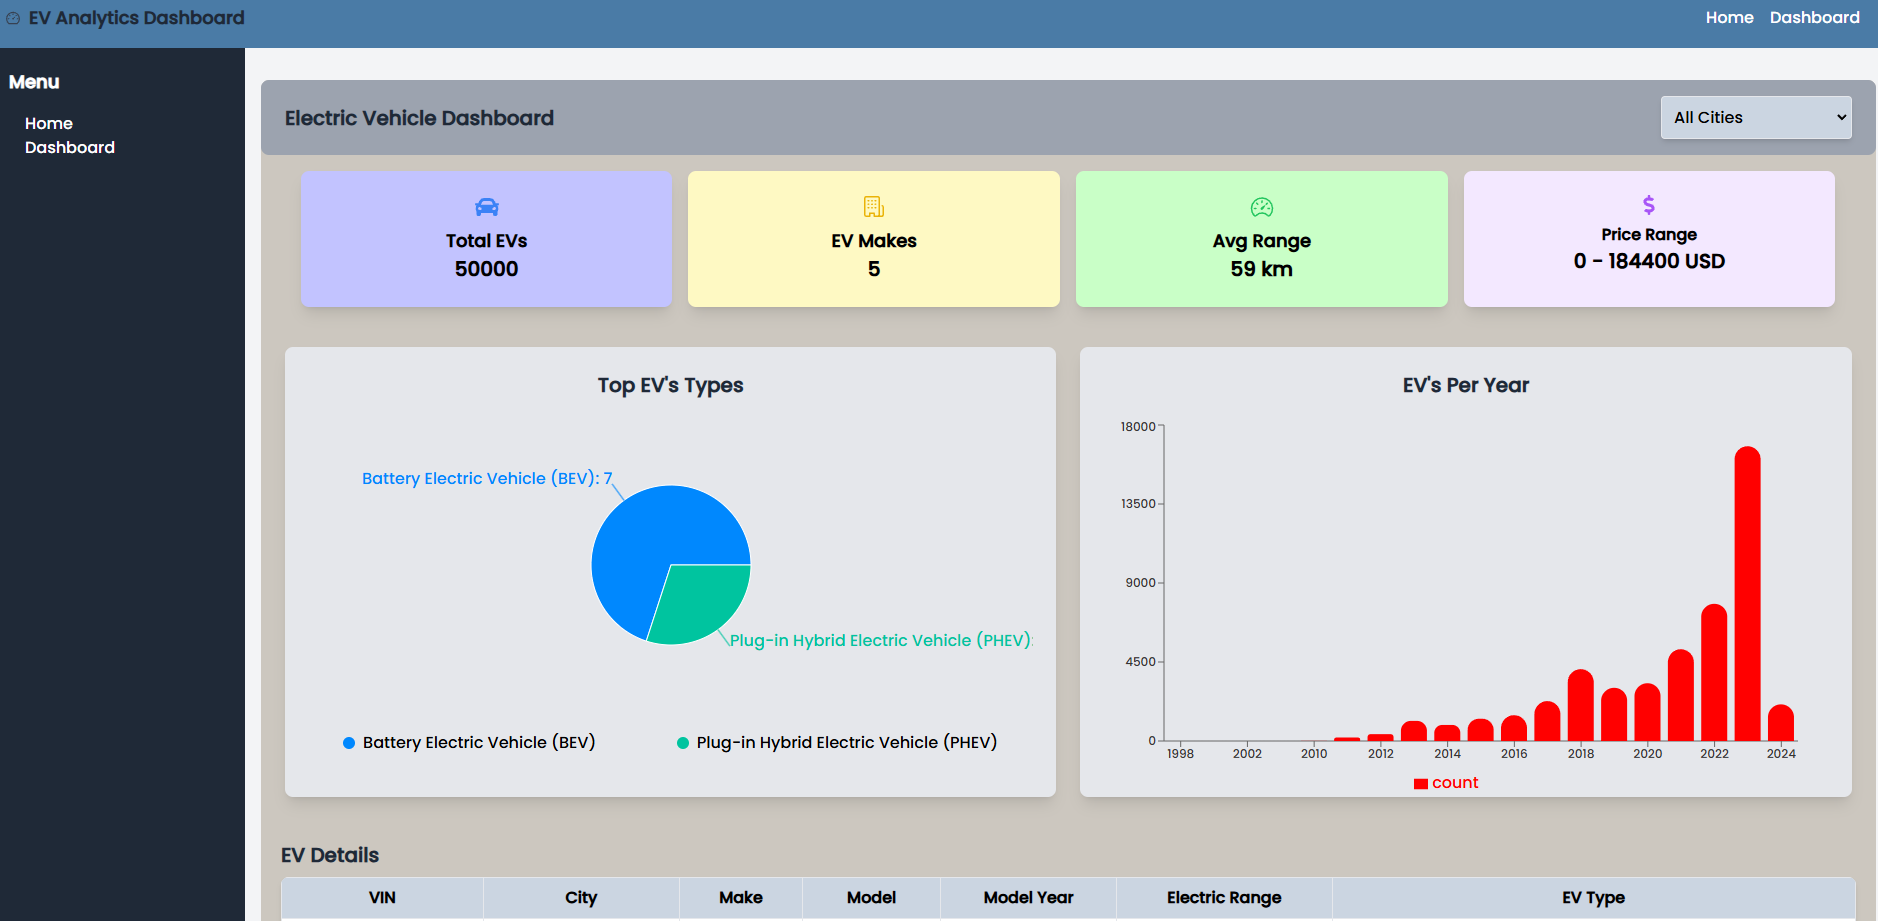 EV Analytics Dashboard
Home Dashboard
Menu
Home
Dashboard
Electric Vehicle Dashboard
All Cities
Total EVs
50000
EV Makes
5
Avg Range
59 km
Price Range
0 - 184400 USD
Top EV's Types
Battery Electric Vehicle (BEV): 7
Plug-in Hybrid Electric Vehicle (PHEV):
Battery Electric Vehicle (BEV)
Plug-in Hybrid Electric Vehicle (PHEV)
EV's Per Year
18000
13500
9000
4500
0
1998 2002 2010 2012 2014 2016 2018 2020 2022 2024
count
EV Details
VIN City Make Model Model Year Electric Range EV Type